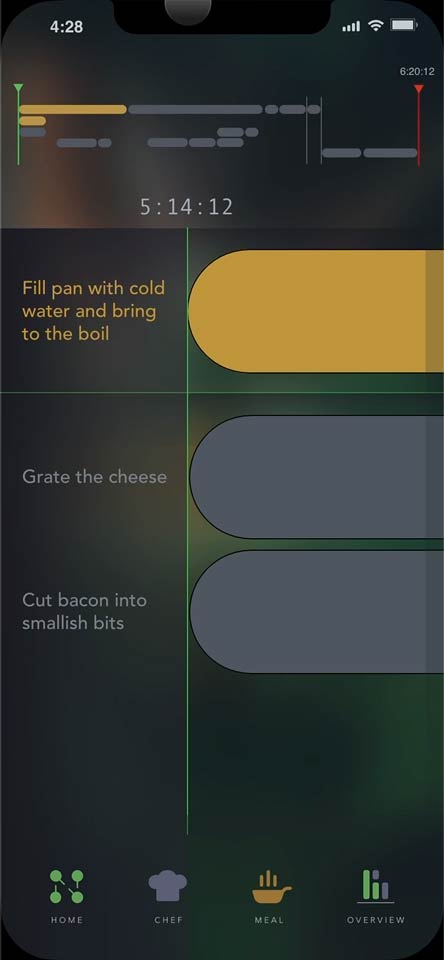 4:28
6:20:12
5:14:12
Fill pan with cold
water and bring
to the boil
Grate the cheese
Cut bacon into
smallish bits
HOME
CHEF
MEAL
OVERVIEW